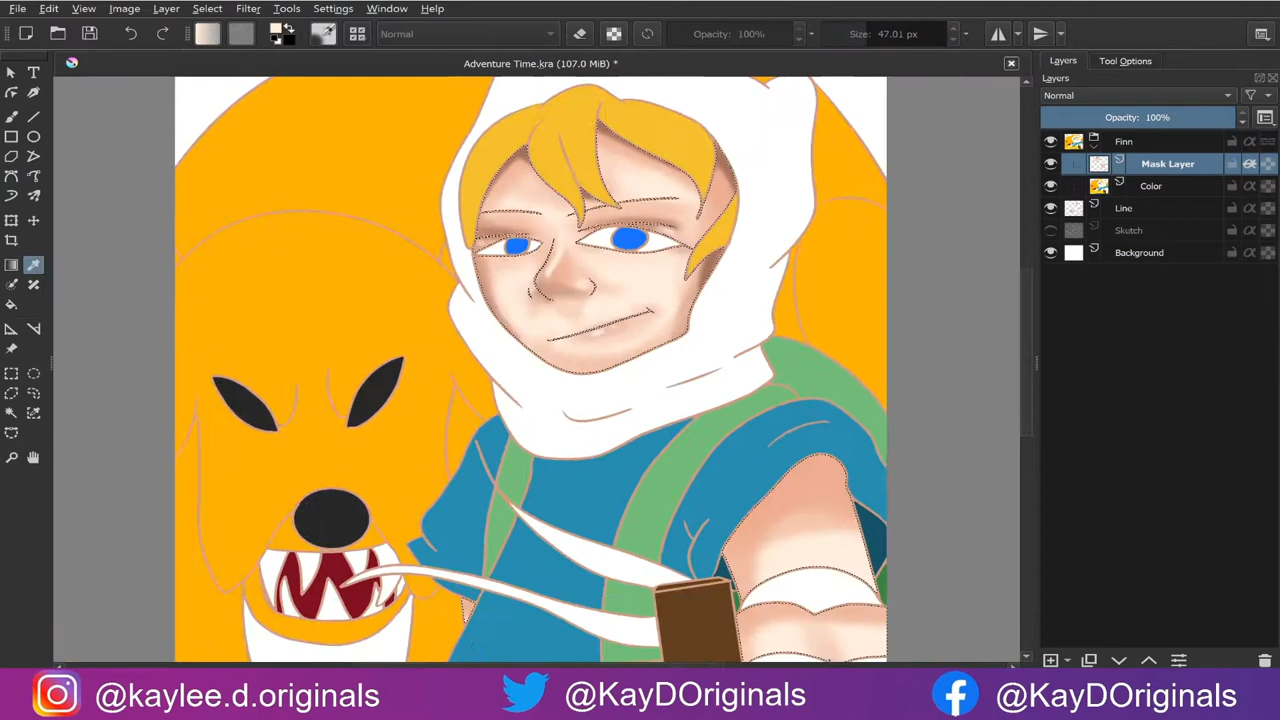 File Edit View Image Layer Select Filter Tools Settings Window Help
Normal Opacity: 100% Size: 47.01 px
Adventure Time.kra (107.0 MiB) *
Layers Tool Options
Layers
Normal
Opacity: 100%
Finn
Mask Layer
Color
Line
Sketch
Background
@kaylee.d.originals @KayDOriginals @KayDOriginals